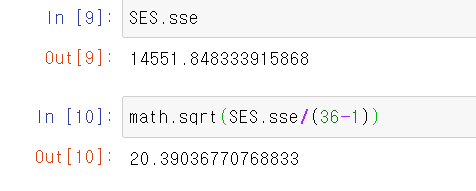 In [9]: SES.sse
Out[9]: 14551.848333915868
In [10]: math.sqrt(SES.sse/(36-1))
Out[10]: 20.39036770768833